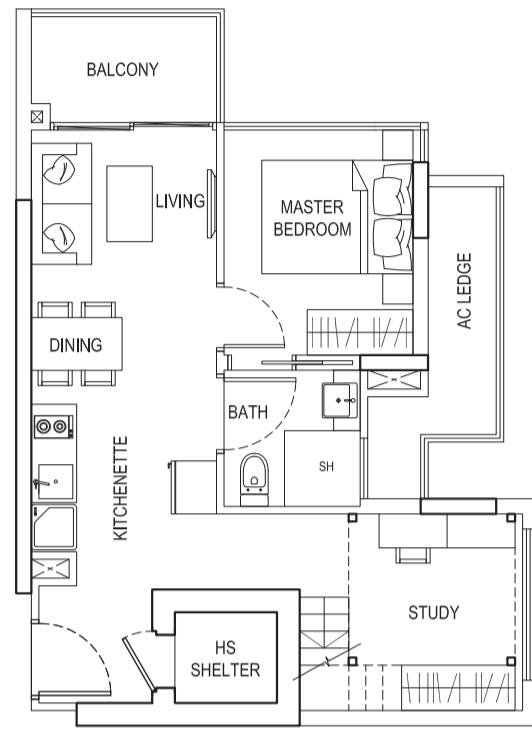 BALCONY
LIVING
MASTER
BEDROOM
AC LEDGE
DINING
BATH
KITCHENETTE
SH
STUDY
HS
SHELTER